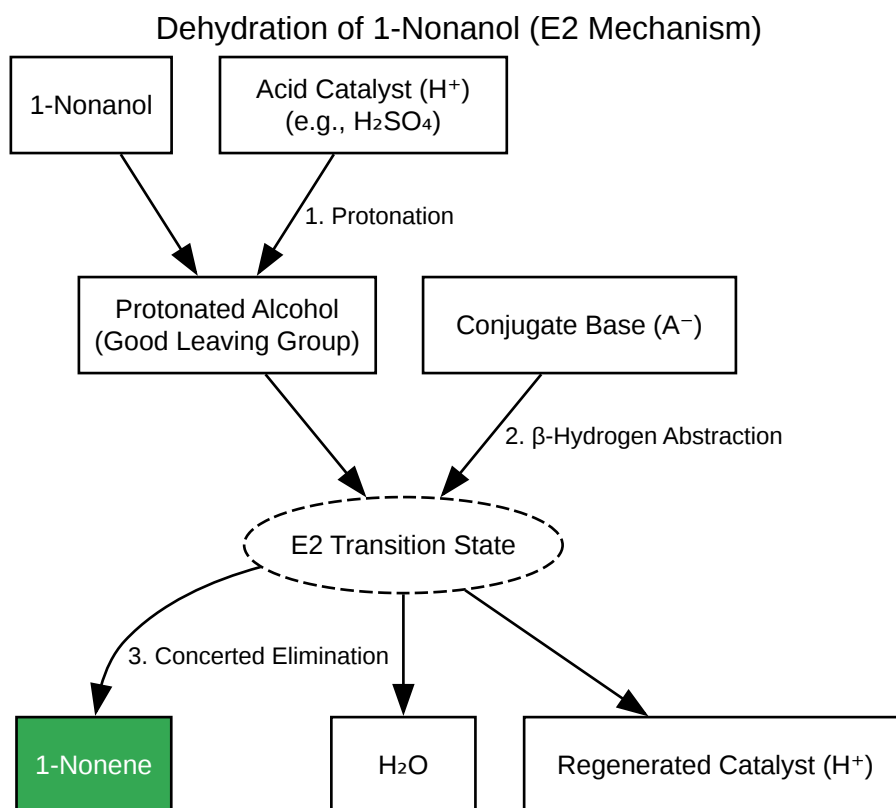 Dehydration of 1-Nonanol (E2 Mechanism)
1-Nonanol
Acid Catalyst (H⁺)
(e.g., H₂SO₄)
1. Protonation
Protonated Alcohol
(Good Leaving Group)
Conjugate Base (A⁻)
2. β-Hydrogen Abstraction
E2 Transition State
3. Concerted Elimination
1-Nonene
H₂O
Regenerated Catalyst (H⁺)